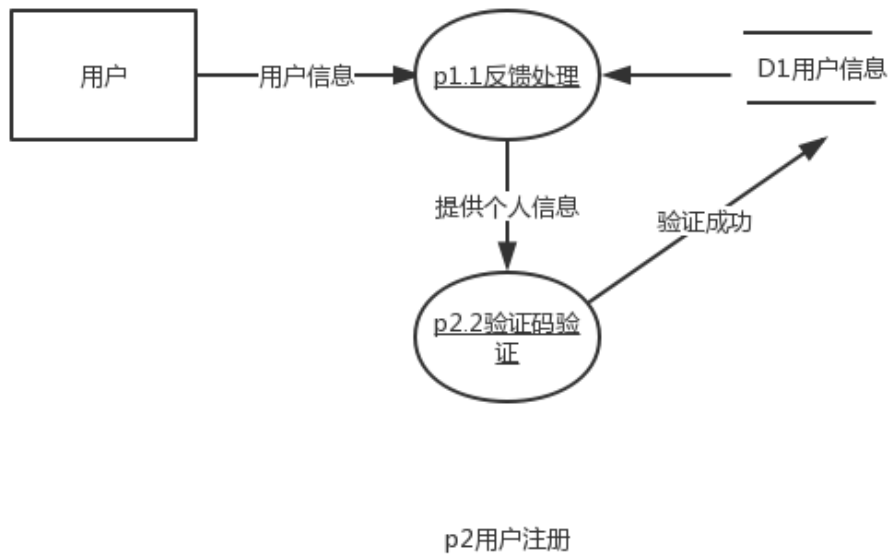 用户
用户信息
p1.1反馈处理
D1用户信息
提供个人信息
验证成功
p2.2验证码验
证
p2用户注册